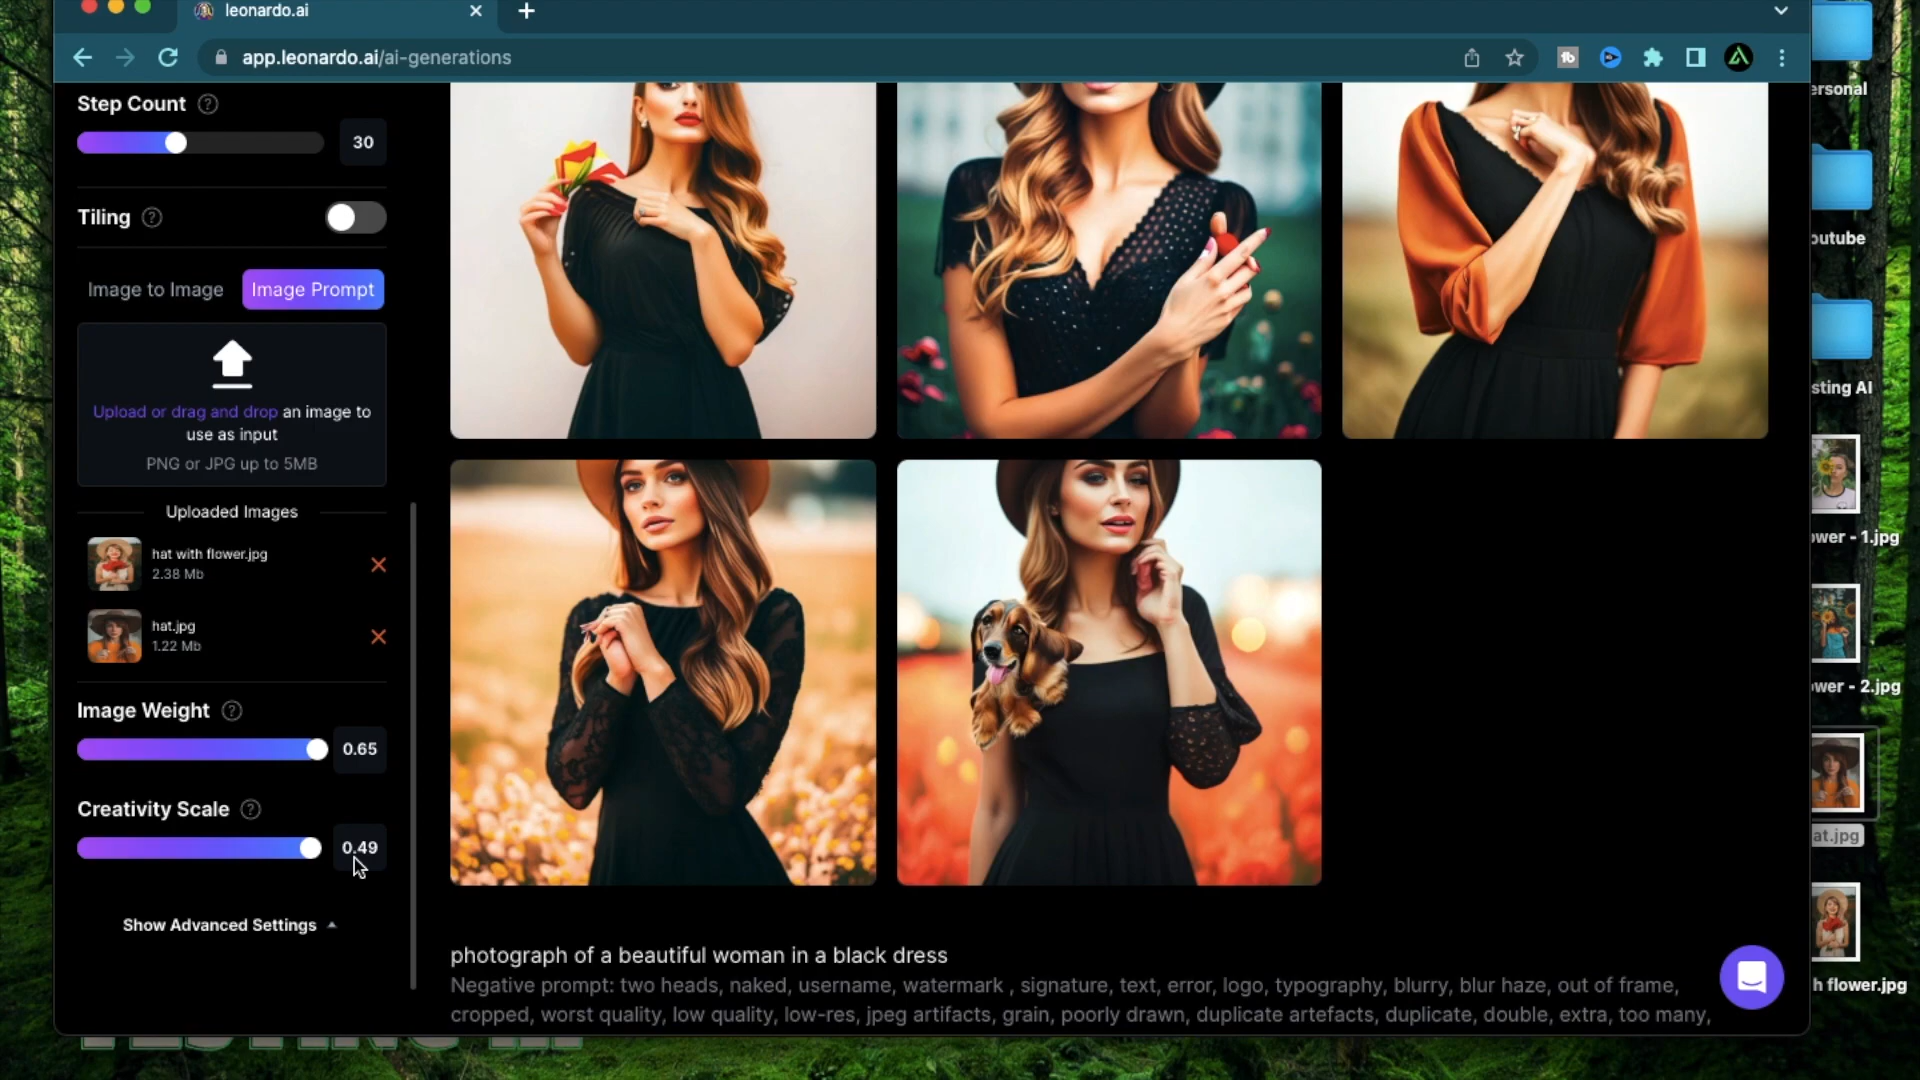 leonardo.ai
app.leonardo.ai/ai-generations
Step Count
30
Tiling
Image to Image
Image Prompt
Upload or drag and drop an image to
use as input
PNG or JPG up to 5MB
Uploaded Images
hat with flower.jpg
2.38 Mb
hat.jpg
1.22 Mb
Image Weight
0.65
Creativity Scale
0.49
Show Advanced Settings
photograph of a beautiful woman in a black dress
Negative prompt: two heads, naked, username, watermark , signature, text, error, logo, typography, blurry, blur haze, out of frame,
cropped, worst quality, low quality, low-res, jpeg artifacts, grain, poorly drawn, duplicate artefacts, duplicate, double, extra, too many,
ersonal
outube
sting AI
ower - 1.jpg
ower - 2.jpg
at.jpg
h flower.jpg